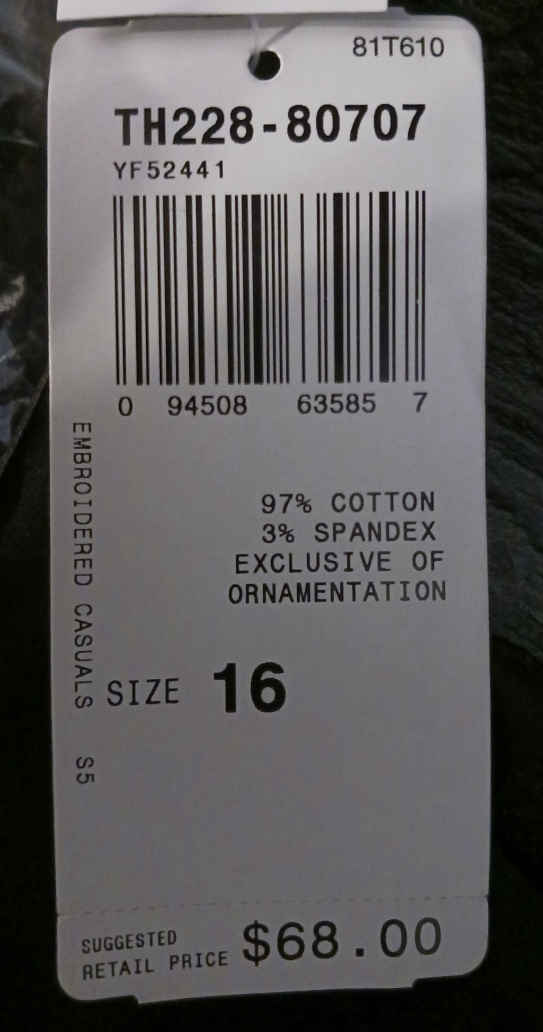 81T610
TH228-80707
YF52441
0 94508 63585 7
EMBROIDERED CASUALS S5
97% COTTON
3% SPANDEX
EXCLUSIVE OF
ORNAMENTATION
SIZE 16
SUGGESTED
RETAIL PRICE $68.00